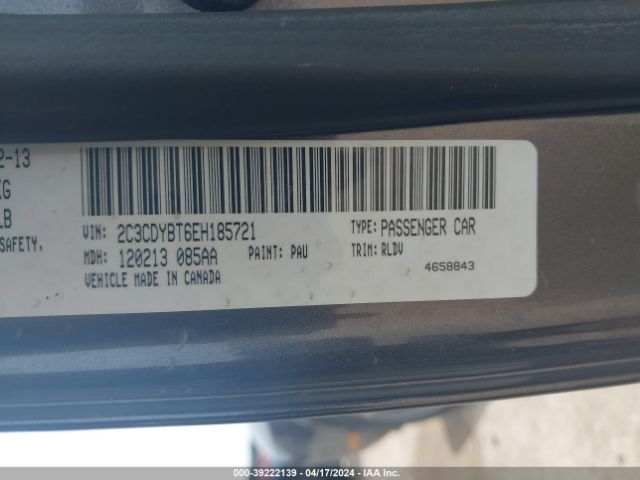 2-13
KG
LB
SAFETY,
VIN: 2C3CDYBT6EH185721
TYPE: PASSENGER CAR
MDH: 120213 085AA
PAINT: PAU
TRIM: RLDV
VEHICLE MADE IN CANADA
4658843
000-39222139 - 04/17/2024 - IAA Inc.